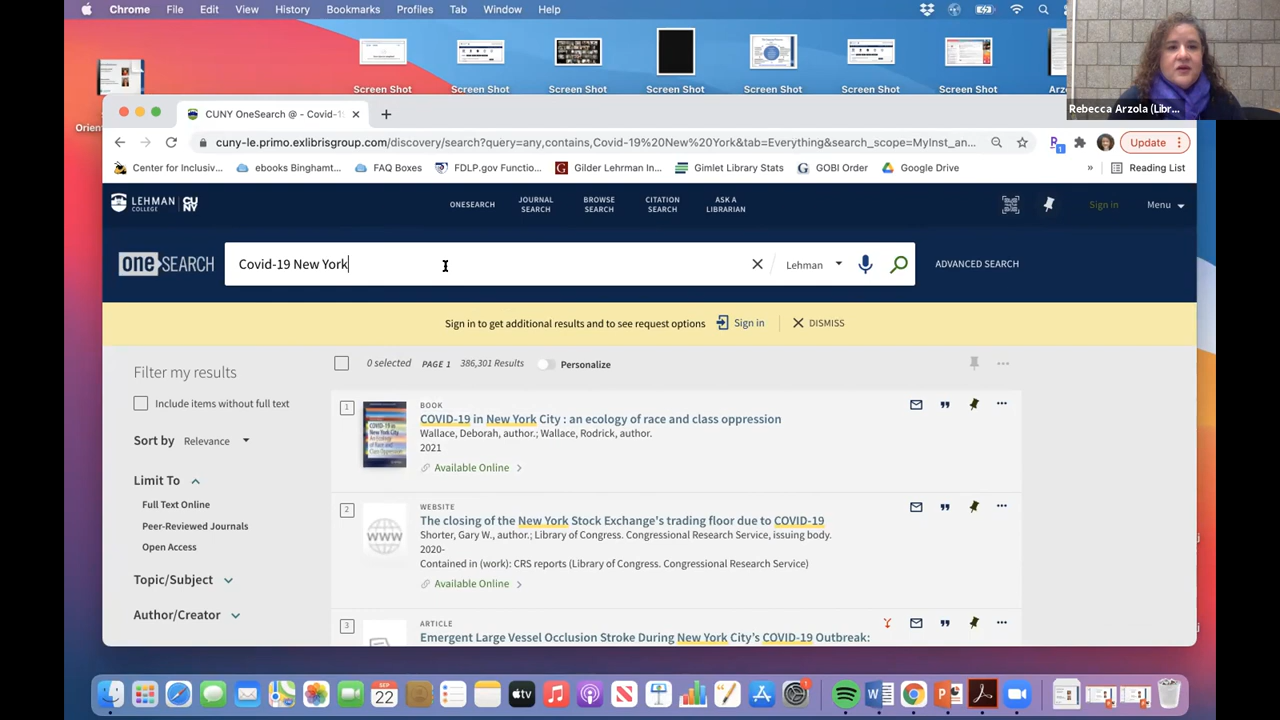 Chrome File Edit View History Bookmarks Profiles Tab Window Help
Screen Shot Screen Shot Screen Shot Screen Shot Screen Shot Screen Shot Screen Shot
Rebecca Arzola (Libr...
CUNY OneSearch @ - Covid-1
cuny-le.primo.exlibrisgroup.com/discovery/search?query=any,contains,Covid-19%20New%20York&tab=Everything&search_scope=MyInst_an...
Update
Center for Inclusiv... ebooks Binghamt... FAQ Boxes FDLP.gov Functio... Gilder Lehrman In... Gimlet Library Stats GOBI Order Google Drive » Reading List
LEHMAN COLLEGE CUNY
ONESEARCH
JOURNAL SEARCH
BROWSE SEARCH
CITATION SEARCH
ASK A LIBRARIAN
Sign in Menu
oneSEARCH
Covid-19 New York
Lehman
ADVANCED SEARCH
Sign in to get additional results and to see request options Sign in DISMISS
Filter my results
Include items without full text
Sort by Relevance
Limit To
Full Text Online
Peer-Reviewed Journals
Open Access
Topic/Subject
Author/Creator
0 selected PAGE 1 386,301 Results Personalize
1
BOOK
COVID-19 in New York City : an ecology of race and class oppression
Wallace, Deborah, author.; Wallace, Rodrick, author.
2021
Available Online
2
WEBSITE
The closing of the New York Stock Exchange's trading floor due to COVID-19
Shorter, Gary W., author.; Library of Congress. Congressional Research Service, issuing body.
2020-
Contained in (work): CRS reports (Library of Congress. Congressional Research Service)
Available Online
3
ARTICLE
Emergent Large Vessel Occlusion Stroke During New York City's COVID-19 Outbreak:
SEP
22
tv